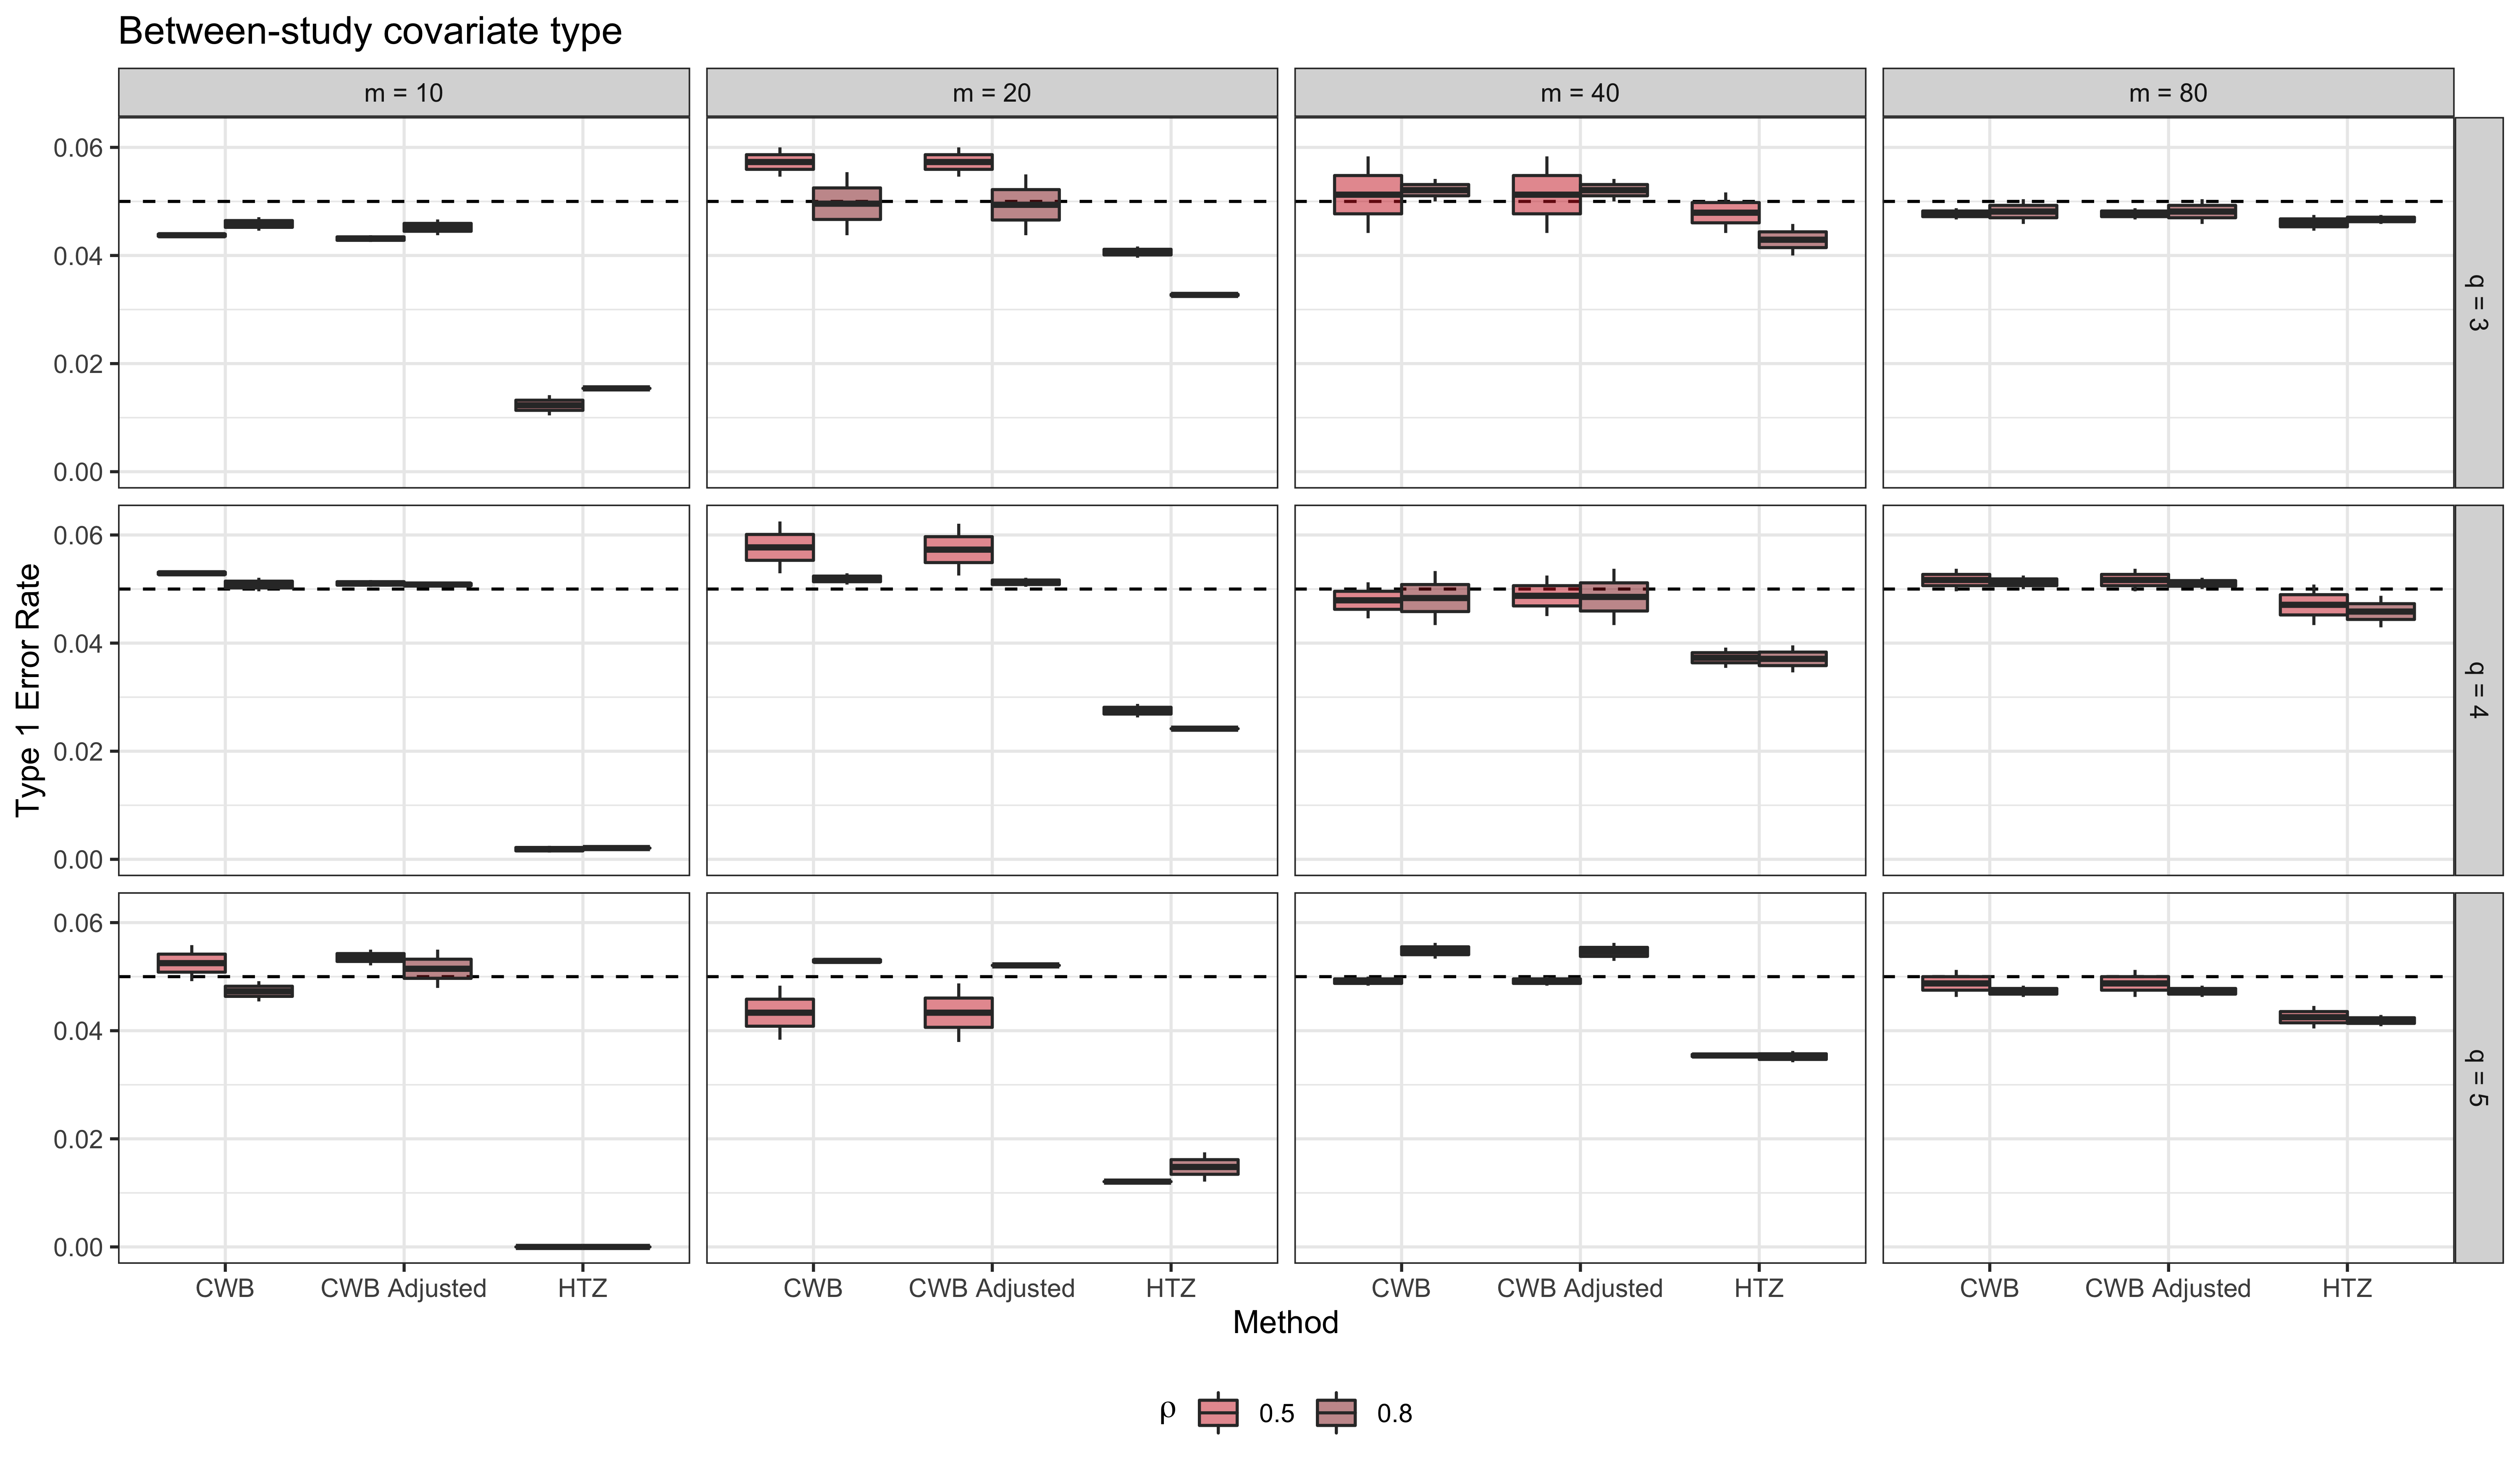 Between-study covariate type
m = 10
m = 20
m = 40
m = 80
0.06
0.04
0.02
0.00
q = 3
Type 1 Error Rate
0.06
0.04
0.02
0.00
q = 4
0.06
0.04
0.02
0.00
q = 5
CWB CWB Adjusted HTZ
CWB CWB Adjusted HTZ
CWB CWB Adjusted HTZ
CWB CWB Adjusted HTZ
Method
ρ 0.5 0.8